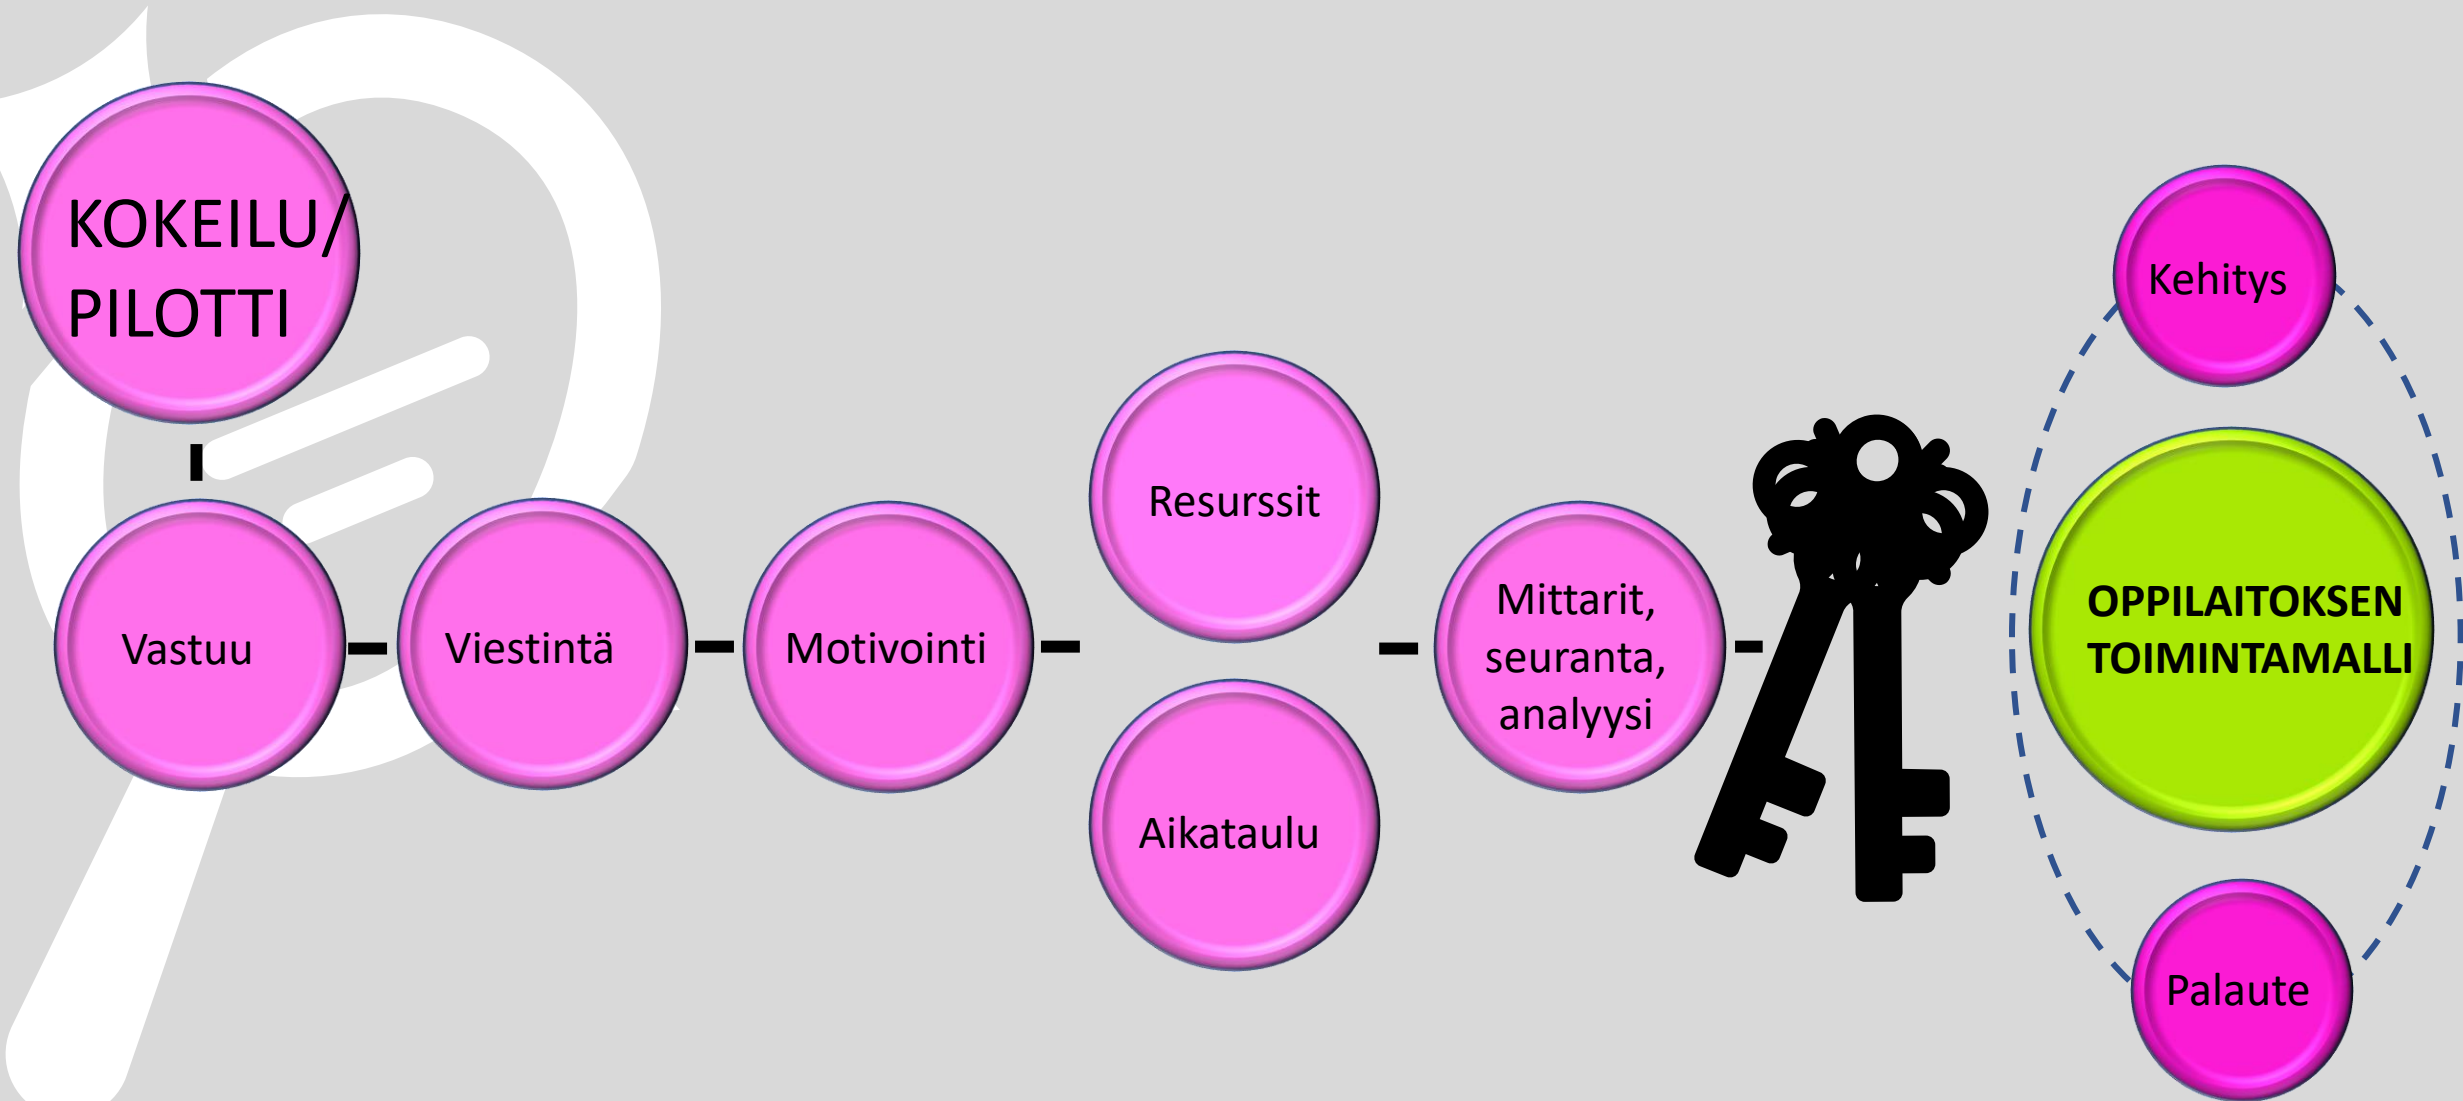 KOKEILU/
PILOTTI
Vastuu
Viestintä
Motivointi
Resurssit
Aikataulu
Mittarit,
seuranta,
analyysi
Kehitys
OPPILAITOKSEN
TOIMINTAMALLI
Palaute